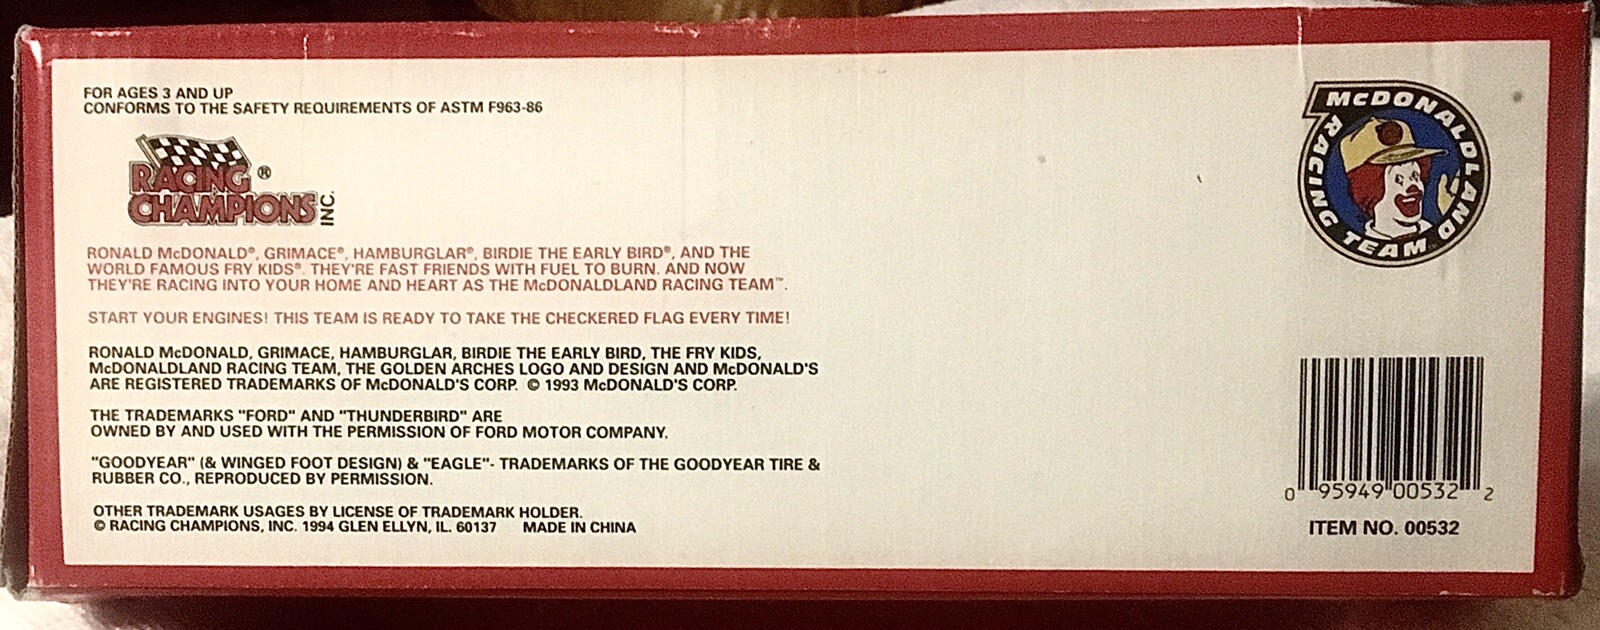 FOR AGES 3 AND UP
CONFORMS TO THE SAFETY REQUIREMENTS OF ASTM F963-86
RACING ®
CHAMPIONS INC.
RONALD McDONALD®, GRIMACE®, HAMBURGLAR®, BIRDIE THE EARLY BIRD®, AND THE
WORLD FAMOUS FRY KIDS®. THEY'RE FAST FRIENDS WITH FUEL TO BURN. AND NOW
THEY'RE RACING INTO YOUR HOME AND HEART AS THE McDONALDLAND RACING TEAM™.
START YOUR ENGINES! THIS TEAM IS READY TO TAKE THE CHECKERED FLAG EVERY TIME!
RONALD McDONALD, GRIMACE, HAMBURGLAR, BIRDIE THE EARLY BIRD, THE FRY KIDS,
McDONALDLAND RACING TEAM, THE GOLDEN ARCHES LOGO AND DESIGN AND McDONALD'S
ARE REGISTERED TRADEMARKS OF McDONALD'S CORP. © 1993 McDONALD'S CORP.
THE TRADEMARKS "FORD" AND "THUNDERBIRD" ARE
OWNED BY AND USED WITH THE PERMISSION OF FORD MOTOR COMPANY.
"GOODYEAR" (& WINGED FOOT DESIGN) & "EAGLE"- TRADEMARKS OF THE GOODYEAR TIRE &
RUBBER CO., REPRODUCED BY PERMISSION.
OTHER TRADEMARK USAGES BY LICENSE OF TRADEMARK HOLDER.
© RACING CHAMPIONS, INC. 1994 GLEN ELLYN, IL. 60137 MADE IN CHINA
McDONALDLAND
RACING TEAM™
0 95949 00532 2
ITEM NO. 00532